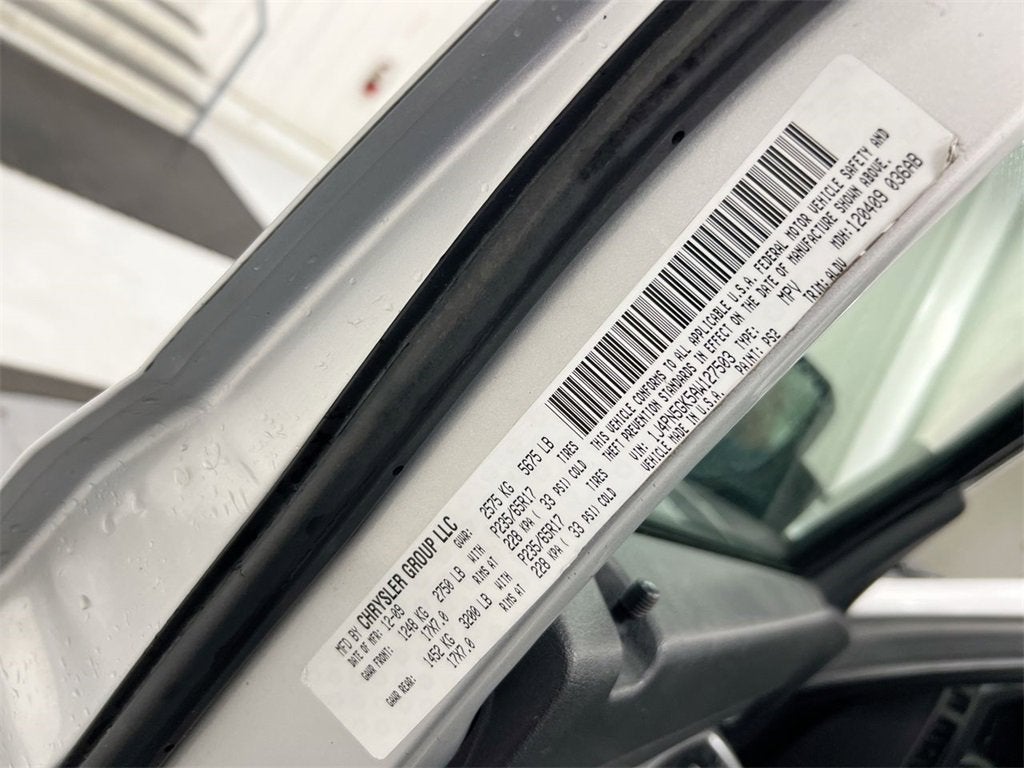 MFD BY CHRYSLER GROUP LLC
DATE OF MFR: 12-09 GVWR: 2575 KG 5675 LB
GAWR FRONT: 1248 KG 2750 LB WITH P235/65R17 TIRES
17X7.0 RIMS AT 228 KPA ( 33 PSI) COLD
GAWR REAR: 1452 KG 3200 LB WITH P235/65R17 TIRES
17X7.0 RIMS AT 228 KPA ( 33 PSI) COLD
THIS VEHICLE CONFORMS TO ALL APPLICABLE U.S.A. FEDERAL MOTOR VEHICLE SAFETY AND
THEFT PREVENTION STANDARDS IN EFFECT ON THE DATE OF MANUFACTURE SHOWN ABOVE.
VIN: 1J4PN5GK5AW127503 TYPE: MPV MDH: 120409 036AB
VEHICLE MADE IN U.S.A. PAINT: PS2 TRIM: ALDU